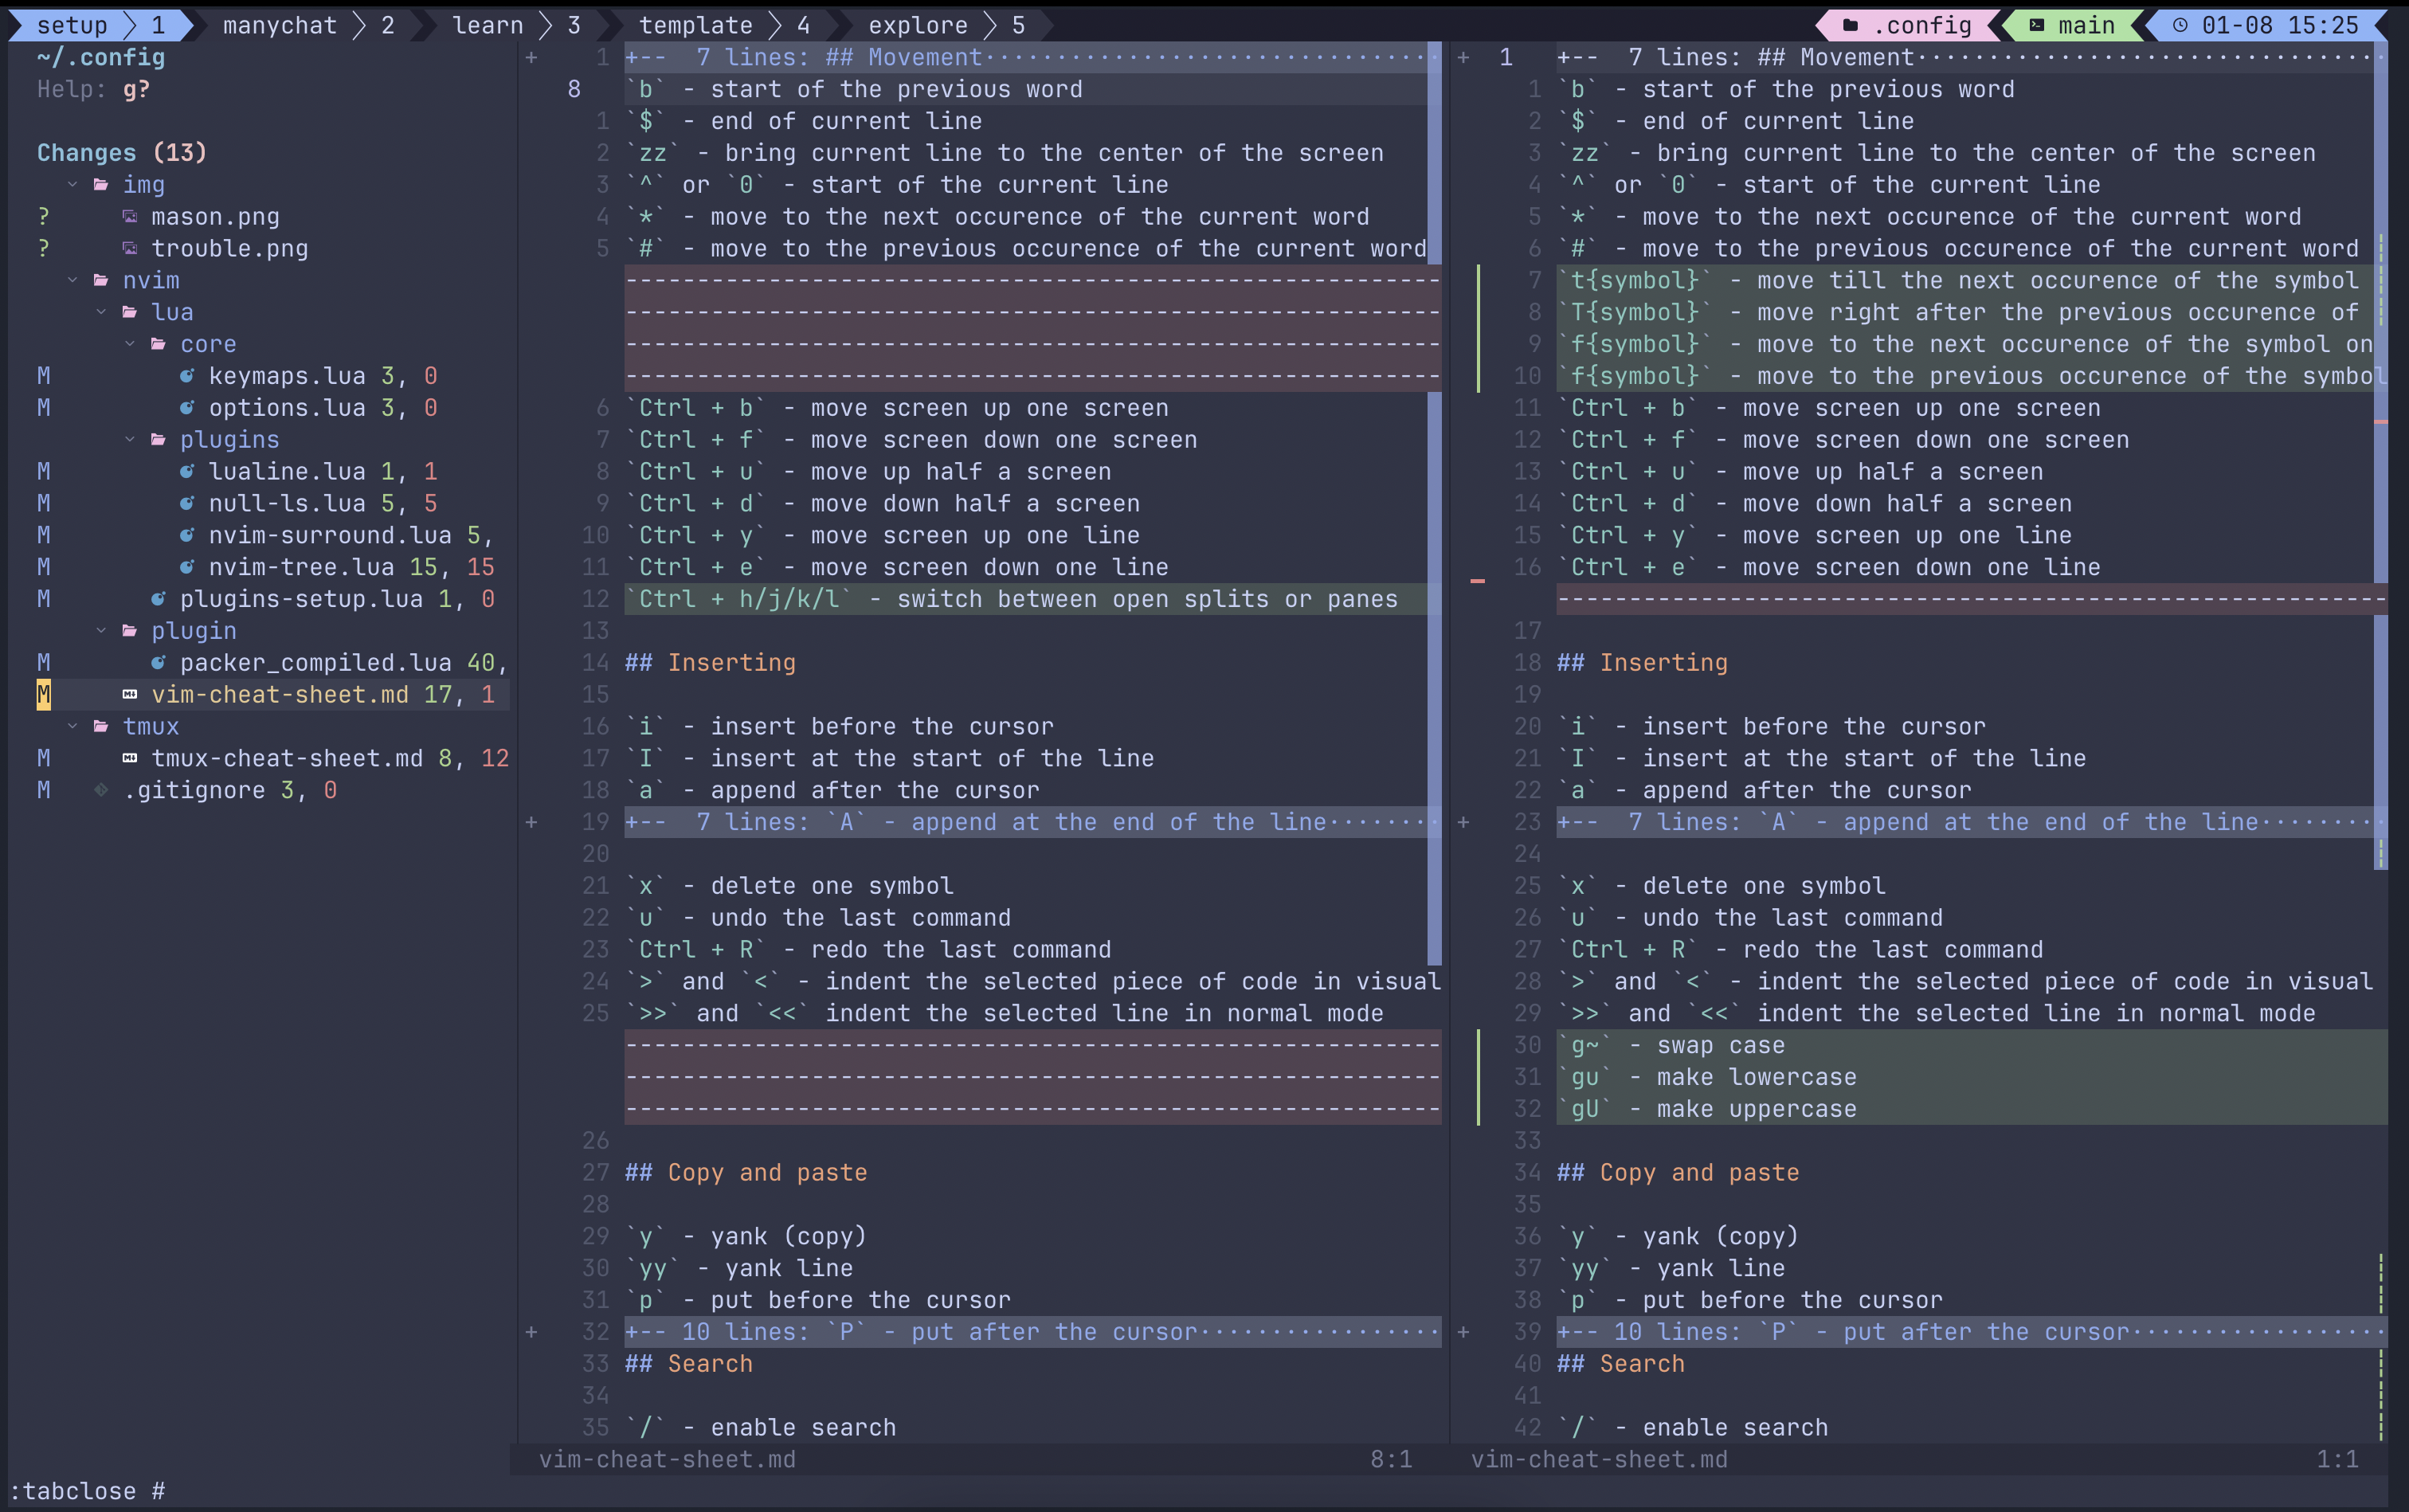 setup 1 manychat 2 learn 3 template 4 explore 5 .config main 01-08 15:25
~/.config
Help: g?
Changes (13)
img
? mason.png
? trouble.png
nvim
lua
core
M keymaps.lua 3, 0
M options.lua 3, 0
plugins
M lualine.lua 1, 1
M null-ls.lua 5, 5
M nvim-surround.lua 5,
M nvim-tree.lua 15, 15
M plugins-setup.lua 1, 0
plugin
M packer_compiled.lua 40,
M vim-cheat-sheet.md 17, 1
tmux
M tmux-cheat-sheet.md 8, 12
M .gitignore 3, 0
+ 1 +-- 7 lines: ## Movement································
8 `b` - start of the previous word
1 `$` - end of current line
2 `zz` - bring current line to the center of the screen
3 `^` or `0` - start of the current line
4 `*` - move to the next occurence of the current word
5 `#` - move to the previous occurence of the current word
---------------------------------------------------------
---------------------------------------------------------
---------------------------------------------------------
---------------------------------------------------------
6 `Ctrl + b` - move screen up one screen
7 `Ctrl + f` - move screen down one screen
8 `Ctrl + u` - move up half a screen
9 `Ctrl + d` - move down half a screen
10 `Ctrl + y` - move screen up one line
11 `Ctrl + e` - move screen down one line
12 `Ctrl + h/j/k/l` - switch between open splits or panes
13
14 ## Inserting
15
16 `i` - insert before the cursor
17 `I` - insert at the start of the line
18 `a` - append after the cursor
+ 19 +-- 7 lines: `A` - append at the end of the line········
20
21 `x` - delete one symbol
22 `u` - undo the last command
23 `Ctrl + R` - redo the last command
24 `>` and `<` - indent the selected piece of code in visual
25 `>>` and `<<` indent the selected line in normal mode
---------------------------------------------------------
---------------------------------------------------------
---------------------------------------------------------
26
27 ## Copy and paste
28
29 `y` - yank (copy)
30 `yy` - yank line
31 `p` - put before the cursor
+ 32 +-- 10 lines: `P` - put after the cursor·················
33 ## Search
34
35 `/` - enable search
vim-cheat-sheet.md 8:1
+ 1 +-- 7 lines: ## Movement·································
1 `b` - start of the previous word
2 `$` - end of current line
3 `zz` - bring current line to the center of the screen
4 `^` or `0` - start of the current line
5 `*` - move to the next occurence of the current word
6 `#` - move to the previous occurence of the current word
7 `t{symbol}` - move till the next occurence of the symbol
8 `T{symbol}` - move right after the previous occurence of
9 `f{symbol}` - move to the next occurence of the symbol on
10 `f{symbol}` - move to the previous occurence of the symbol
11 `Ctrl + b` - move screen up one screen
12 `Ctrl + f` - move screen down one screen
13 `Ctrl + u` - move up half a screen
14 `Ctrl + d` - move down half a screen
15 `Ctrl + y` - move screen up one line
16 `Ctrl + e` - move screen down one line
----------------------------------------------------------
17
18 ## Inserting
19
20 `i` - insert before the cursor
21 `I` - insert at the start of the line
22 `a` - append after the cursor
+ 23 +-- 7 lines: `A` - append at the end of the line·········
24
25 `x` - delete one symbol
26 `u` - undo the last command
27 `Ctrl + R` - redo the last command
28 `>` and `<` - indent the selected piece of code in visual
29 `>>` and `<<` indent the selected line in normal mode
30 `g~` - swap case
31 `gu` - make lowercase
32 `gU` - make uppercase
33
34 ## Copy and paste
35
36 `y` - yank (copy)
37 `yy` - yank line
38 `p` - put before the cursor
+ 39 +-- 10 lines: `P` - put after the cursor··················
40 ## Search
41
42 `/` - enable search
vim-cheat-sheet.md 1:1
:tabclose #